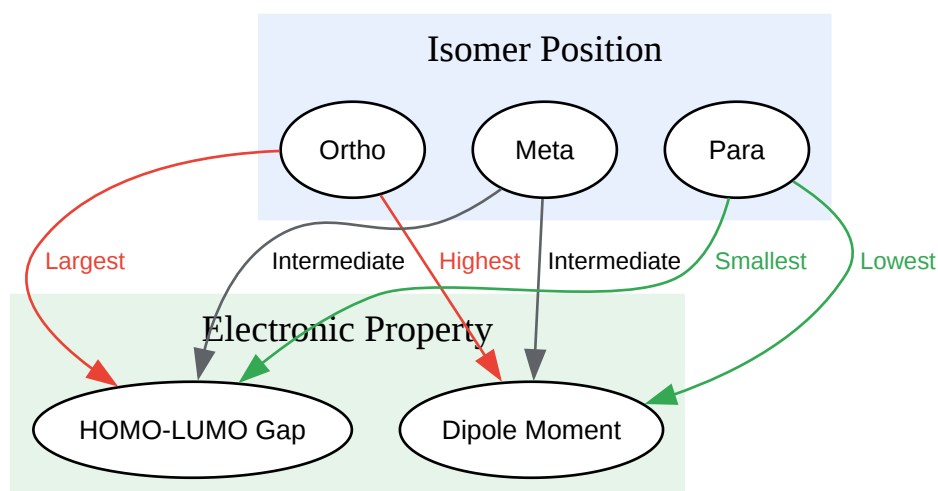 Isomer Position
Ortho
Meta
Para
Largest
Intermediate
Highest
Intermediate
Smallest
Lowest
Electronic Property
HOMO-LUMO Gap
Dipole Moment